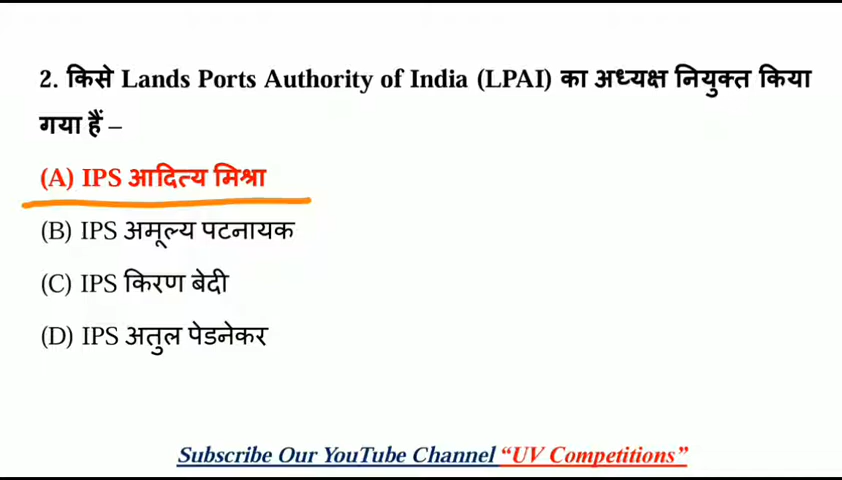 2. किसे Lands Ports Authority of India (LPAI) का अध्यक्ष नियुक्त किया
गया हैं –
(A) IPS आदित्य मिश्रा
(B) IPS अमूल्य पटनायक
(C) IPS किरण बेदी
(D) IPS अतुल पेडनेकर
Subscribe Our YouTube Channel “UV Competitions”